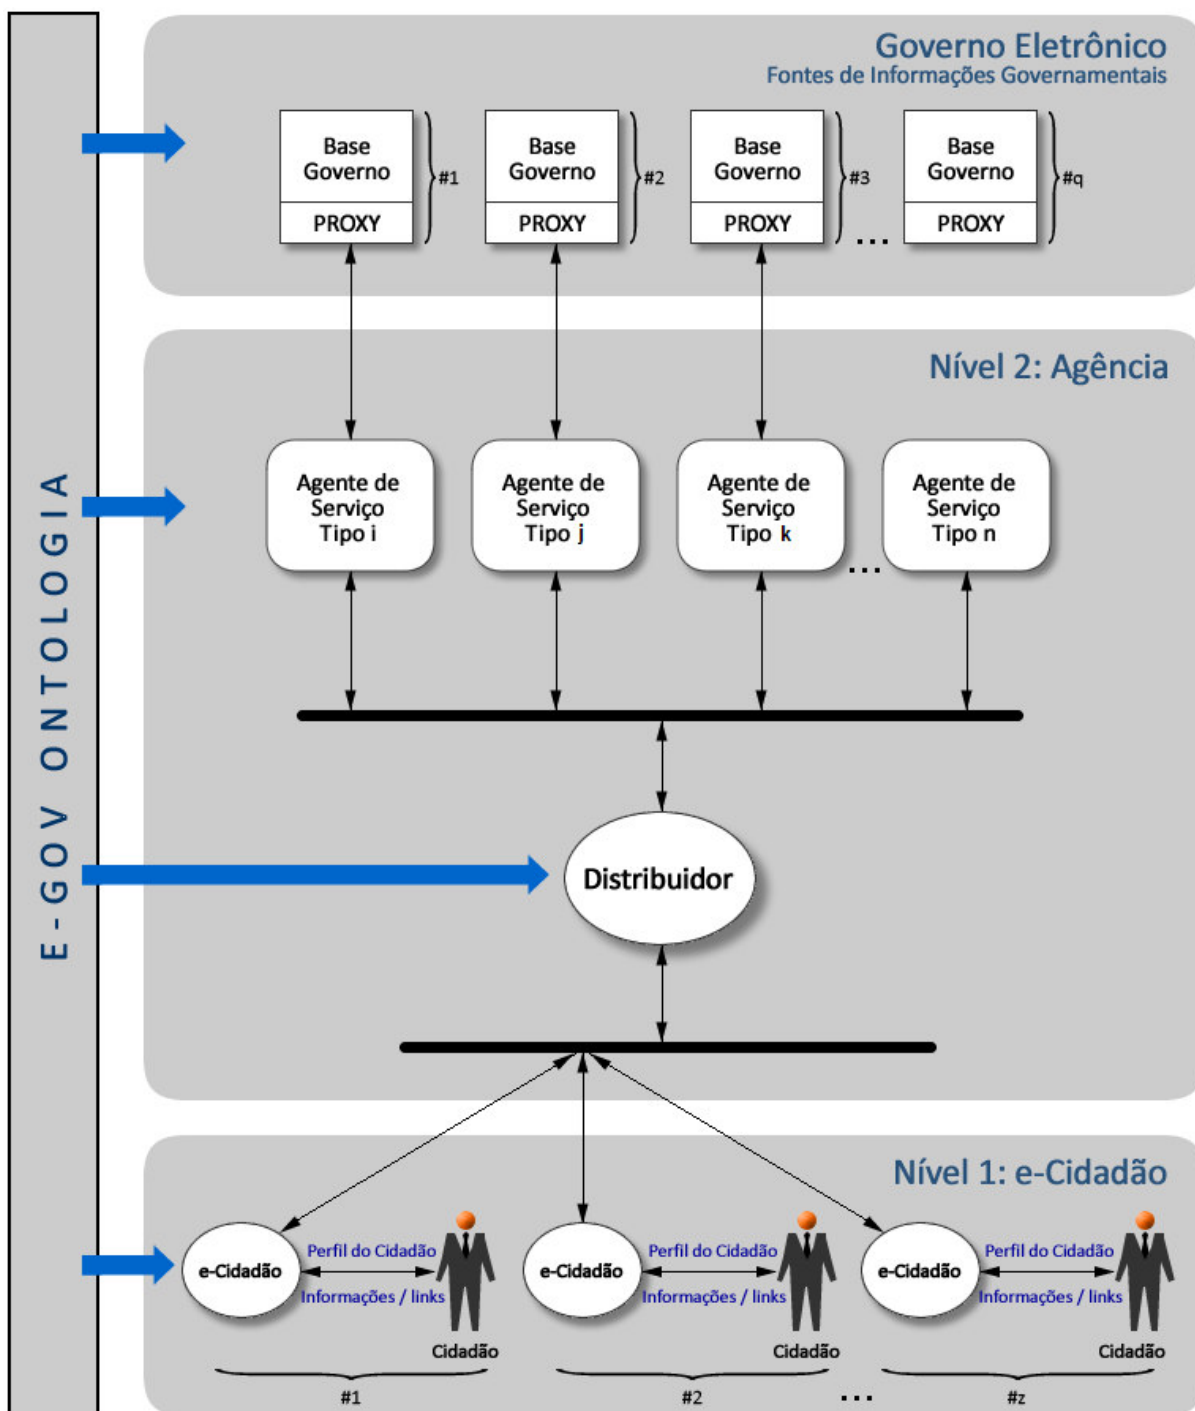 E-GOV ONTOLOGIA
Governo Eletrônico
Fontes de Informações Governamentais
Base
Governo
PROXY
#1
Base
Governo
PROXY
#2
Base
Governo
PROXY
#3
...
Base
Governo
PROXY
#q
Nível 2: Agência
Agente de
Serviço
Tipo i
Agente de
Serviço
Tipo j
Agente de
Serviço
Tipo k
...
Agente de
Serviço
Tipo n
Distribuidor
Nível 1: e-Cidadão
e-Cidadão
Perfil do Cidadão
Informações / links
Cidadão
#1
e-Cidadão
Perfil do Cidadão
Informações / links
Cidadão
#2
...
e-Cidadão
Perfil do Cidadão
Informações / links
Cidadão
#z